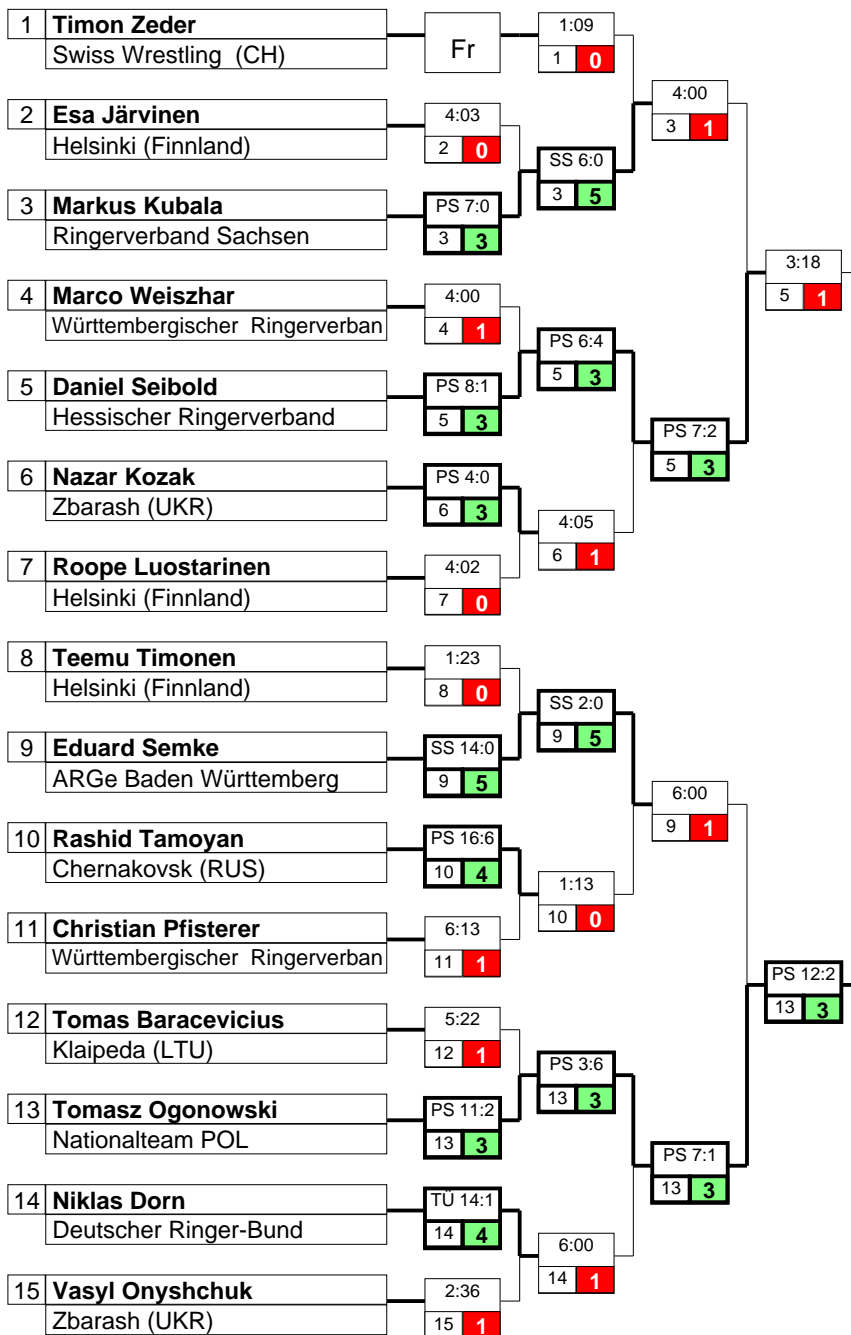 1 Timon Zeder
Swiss Wrestling (CH)
Fr
1:09
1 0
2 Esa Järvinen
Helsinki (Finnland)
4:03
2 0
4:00
3 1
3 Markus Kubala
Ringerverband Sachsen
PS 7:0
3 3
SS 6:0
3 5
4 Marco Weiszhar
Württembergischer Ringerverban
4:00
4 1
3:18
5 1
5 Daniel Seibold
Hessischer Ringerverband
PS 8:1
5 3
PS 6:4
5 3
6 Nazar Kozak
Zbarash (UKR)
PS 4:0
6 3
PS 7:2
5 3
7 Roope Luostarinen
Helsinki (Finnland)
4:02
7 0
4:05
6 1
8 Teemu Timonen
Helsinki (Finnland)
1:23
8 0
9 Eduard Semke
ARGe Baden Württemberg
SS 14:0
9 5
SS 2:0
9 5
10 Rashid Tamoyan
Chernakovsk (RUS)
PS 16:6
10 4
6:00
9 1
11 Christian Pfisterer
Württembergischer Ringerverban
6:13
11 1
1:13
10 0
12 Tomas Baracevicius
Klaipeda (LTU)
5:22
12 1
PS 12:2
13 3
13 Tomasz Ogonowski
Nationalteam POL
PS 11:2
13 3
PS 3:6
13 3
14 Niklas Dorn
Deutscher Ringer-Bund
TÜ 14:1
14 4
PS 7:1
13 3
15 Vasyl Onyshchuk
Zbarash (UKR)
2:36
15 1
6:00
14 1